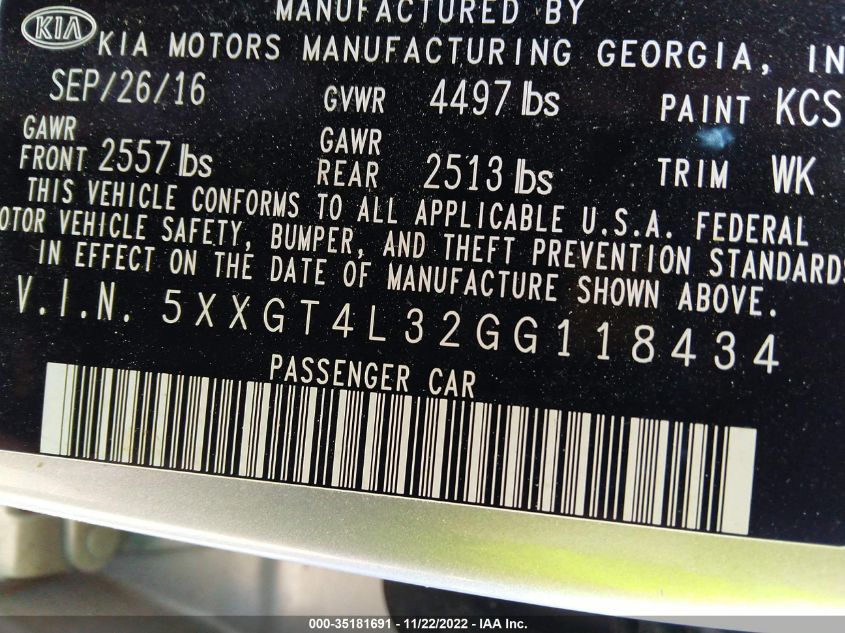 MANUFACTURED BY
KIA
KIA MOTORS MANUFACTURING GEORGIA, IN
SEP/26/16 GVWR 4497 lbs PAINT KCS
GAWR FRONT 2557 lbs GAWR REAR 2513 lbs TRIM WK
THIS VEHICLE CONFORMS TO ALL APPLICABLE U.S.A. FEDERAL
OTOR VEHICLE SAFETY, BUMPER, AND THEFT PREVENTION STANDARDS
IN EFFECT ON THE DATE OF MANUFACTURE SHOWN ABOVE.
V.I.N. 5XXGT4L32GG118434
PASSENGER CAR
000-35181691 - 11/22/2022 - IAA Inc.